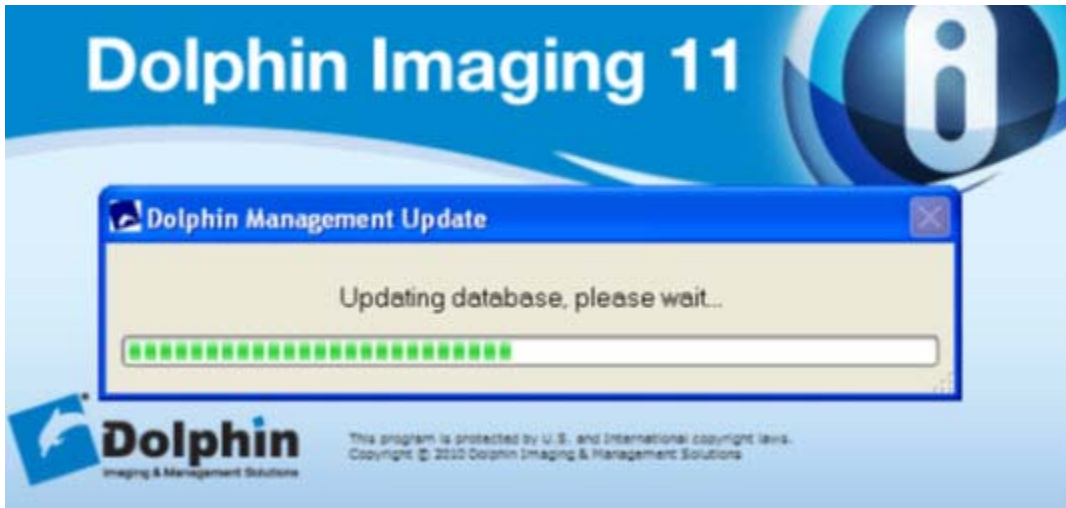 Dolphin Imaging 11
Dolphin Management Update
Updating database, please wait...
Dolphin
Imaging & Management Solutions
This program is protected by U.S. and International copyright laws.
Copyright © 2010 Dolphin Imaging & Management Solutions